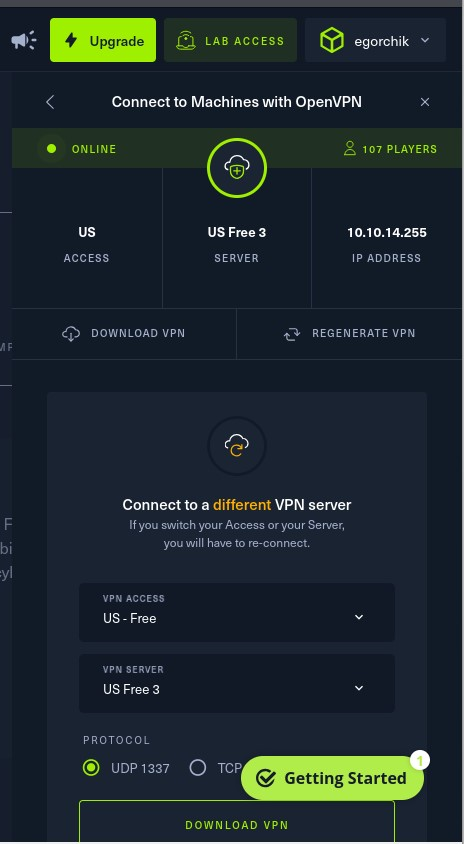 Upgrade
LAB ACCESS
egorchik
Connect to Machines with OpenVPN
ONLINE
107 PLAYERS
US
ACCESS
US Free 3
SERVER
10.10.14.255
IP ADDRESS
DOWNLOAD VPN
REGENERATE VPN
Connect to a different VPN server
If you switch your Access or your Server,
you will have to re-connect.
VPN ACCESS
US - Free
VPN SERVER
US Free 3
PROTOCOL
UDP 1337
TCP
Getting Started
1
DOWNLOAD VPN